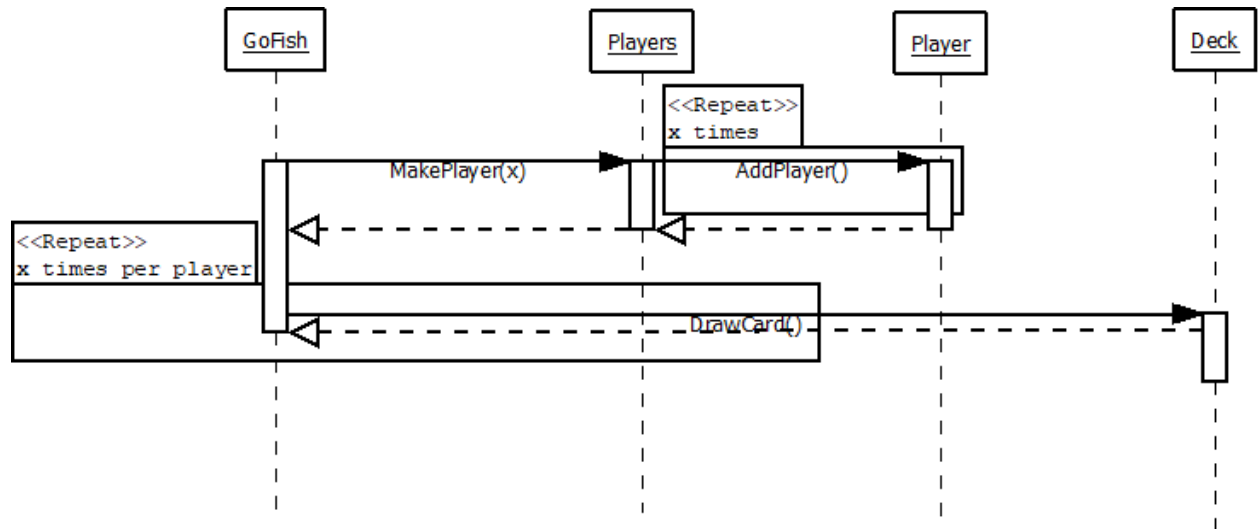 GoFish
Players
Player
Deck
<<Repeat>>
x times
MakePlayer(x)
AddPlayer()
<<Repeat>>
x times per player
DrawCard()